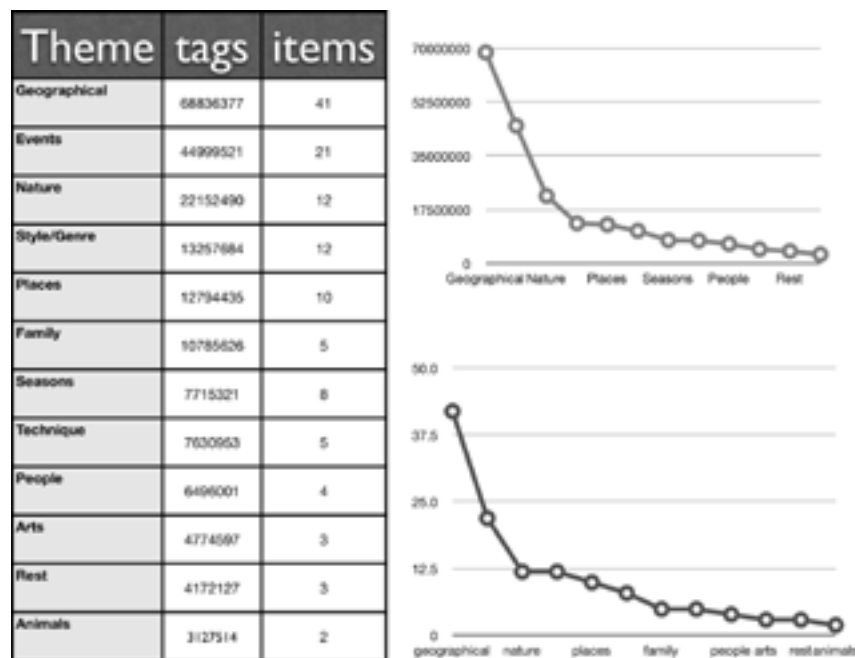 Theme tags items
Geographical 68836377 41
Events 44999521 21
Nature 22152490 12
Style/Genre 13257684 12
Places 12794435 10
Family 10785626 5
Seasons 7715321 8
Technique 7630953 5
People 6496001 4
Arts 4774597 3
Rest 4172127 3
Animals 3127514 2
70000000
52500000
35000000
17500000
0
Geographical Nature Places Seasons People Rest
50.0
37.5
25.0
12.5
0
geographical nature places family people arts rest animals